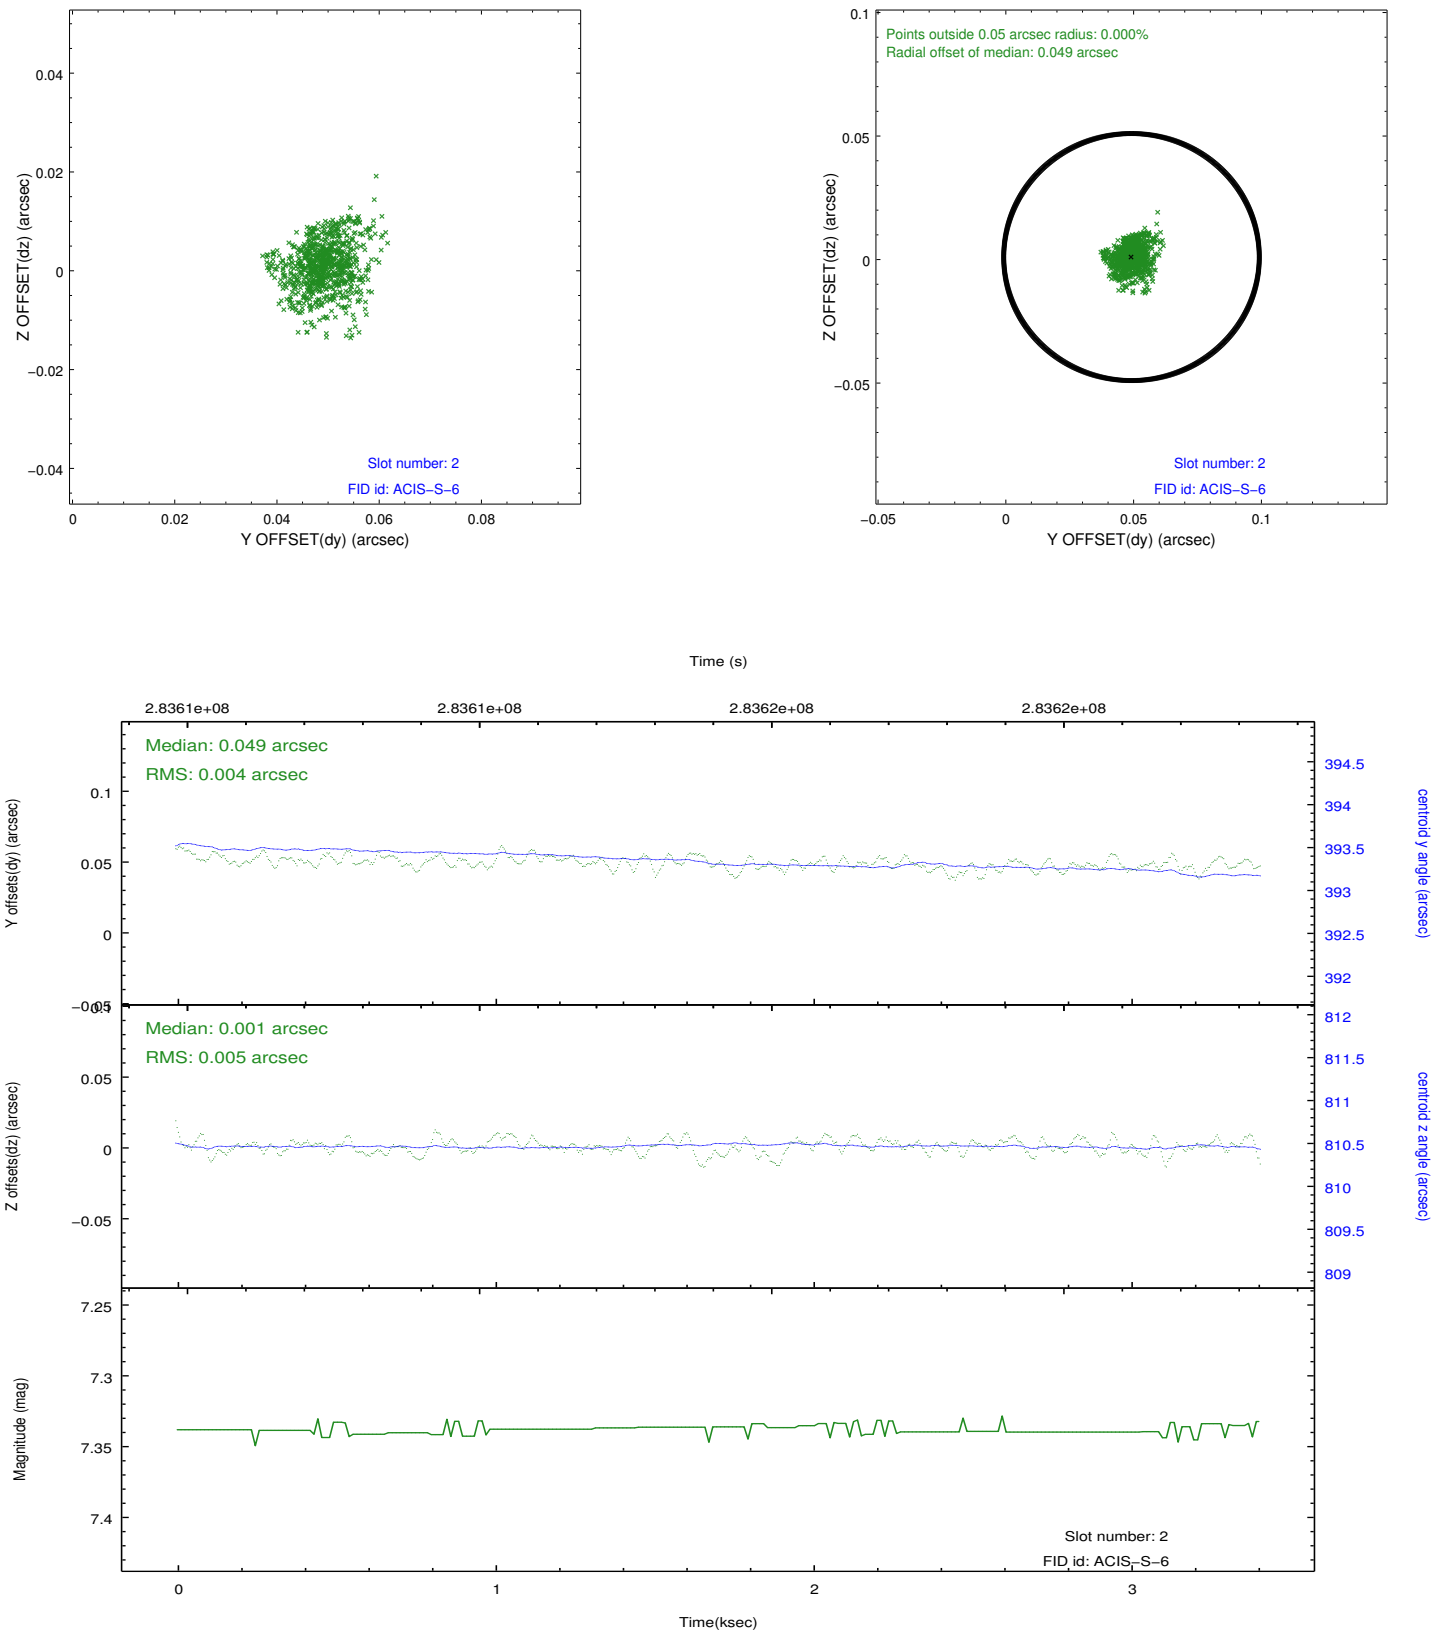 0.04
0.02
0
−0.02
−0.04
Z OFFSET(dz) (arcsec)
Slot number: 2
FID id: ACIS−S−6
0 0.02 0.04 0.06 0.08
Y OFFSET(dy) (arcsec)
0.1
0.05
0
−0.05
Z OFFSET(dz) (arcsec)
Points outside 0.05 arcsec radius: 0.000%
Radial offset of median: 0.049 arcsec
Slot number: 2
FID id: ACIS−S−6
−0.05 0 0.05 0.1
Y OFFSET(dy) (arcsec)
Time (s)
2.8361e+08 2.8361e+08 2.8362e+08 2.8362e+08
Median: 0.049 arcsec
RMS: 0.004 arcsec
0.1
0.05
0
−0.05
Y offsets(dy) (arcsec)
394.5
394
393.5
393
392.5
392
centroid y angle (arcsec)
Median: 0.001 arcsec
RMS: 0.005 arcsec
0.1
0.05
0
−0.05
Z offsets(dz) (arcsec)
812
811.5
811
810.5
810
809.5
809
centroid z angle (arcsec)
7.25
7.3
7.35
7.4
Magnitude (mag)
Slot number: 2
FID id: ACIS−S−6
0 1 2 3
Time(ksec)